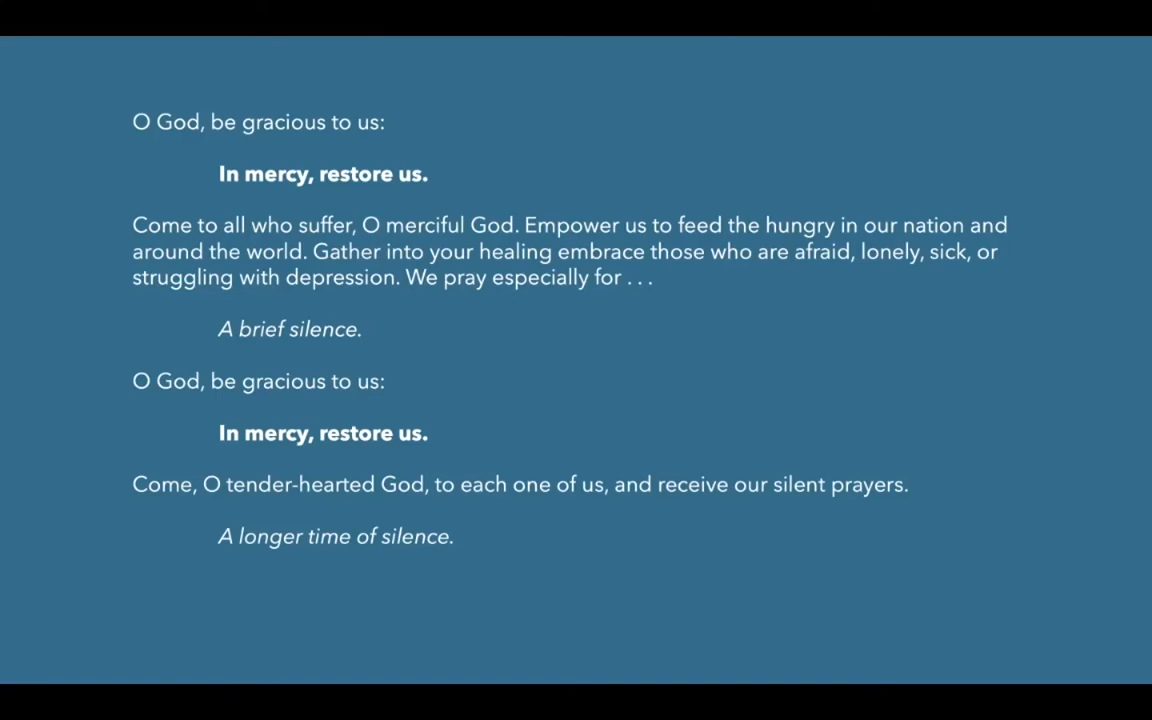 O God, be gracious to us:
In mercy, restore us.
Come to all who suffer, O merciful God. Empower us to feed the hungry in our nation and
around the world. Gather into your healing embrace those who are afraid, lonely, sick, or
struggling with depression. We pray especially for . . .
A brief silence.
O God, be gracious to us:
In mercy, restore us.
Come, O tender-hearted God, to each one of us, and receive our silent prayers.
A longer time of silence.